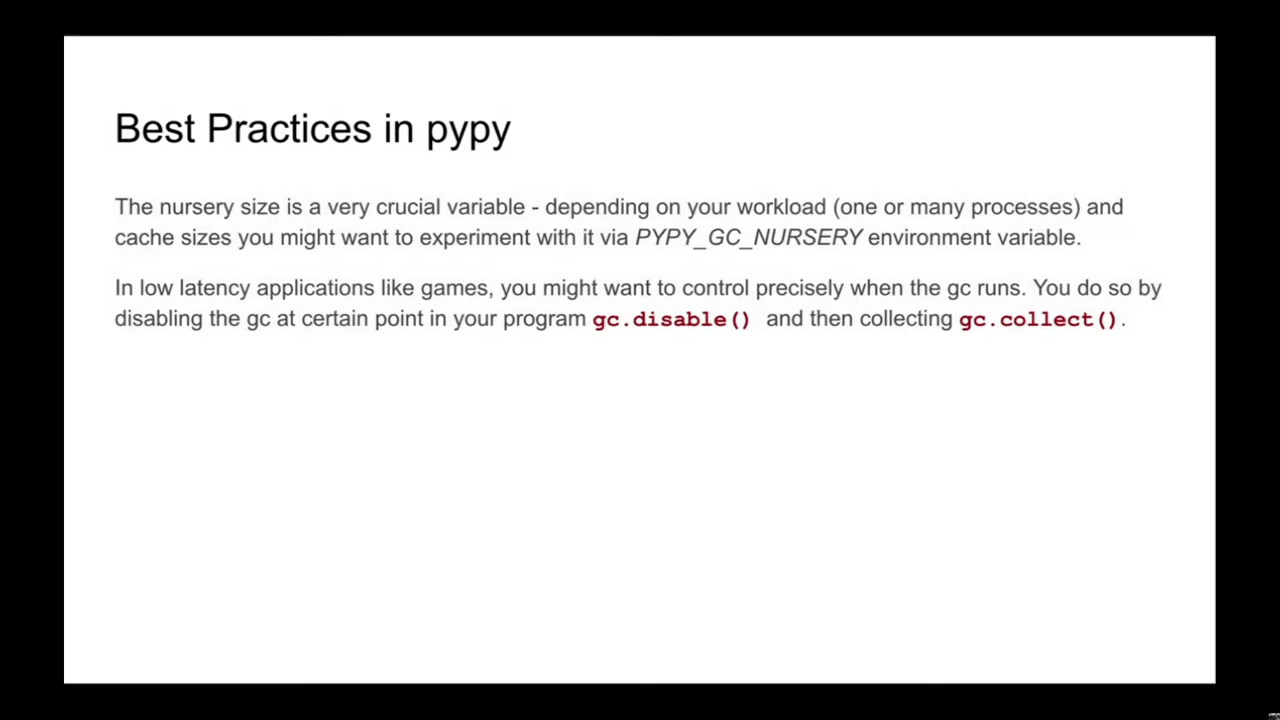 Best Practices in pypy
The nursery size is a very crucial variable - depending on your workload (one or many processes) and
cache sizes you might want to experiment with it via PYPY_GC_NURSERY environment variable.
In low latency applications like games, you might want to control precisely when the gc runs. You do so by
disabling the gc at certain point in your program gc.disable() and then collecting gc.collect().